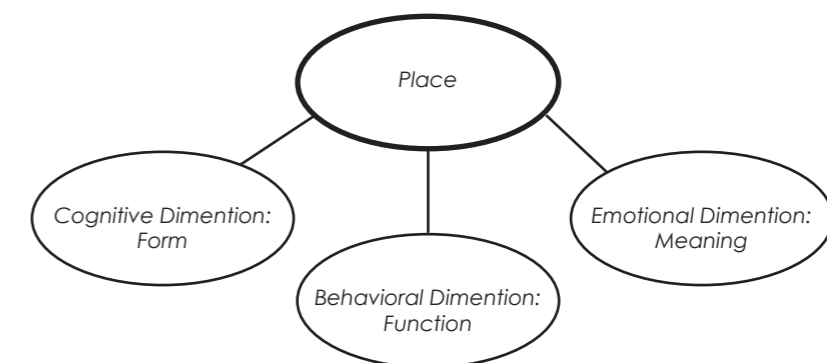 Place
Cognitive Dimention:
Form
Behavioral Dimention:
Function
Emotional Dimention:
Meaning